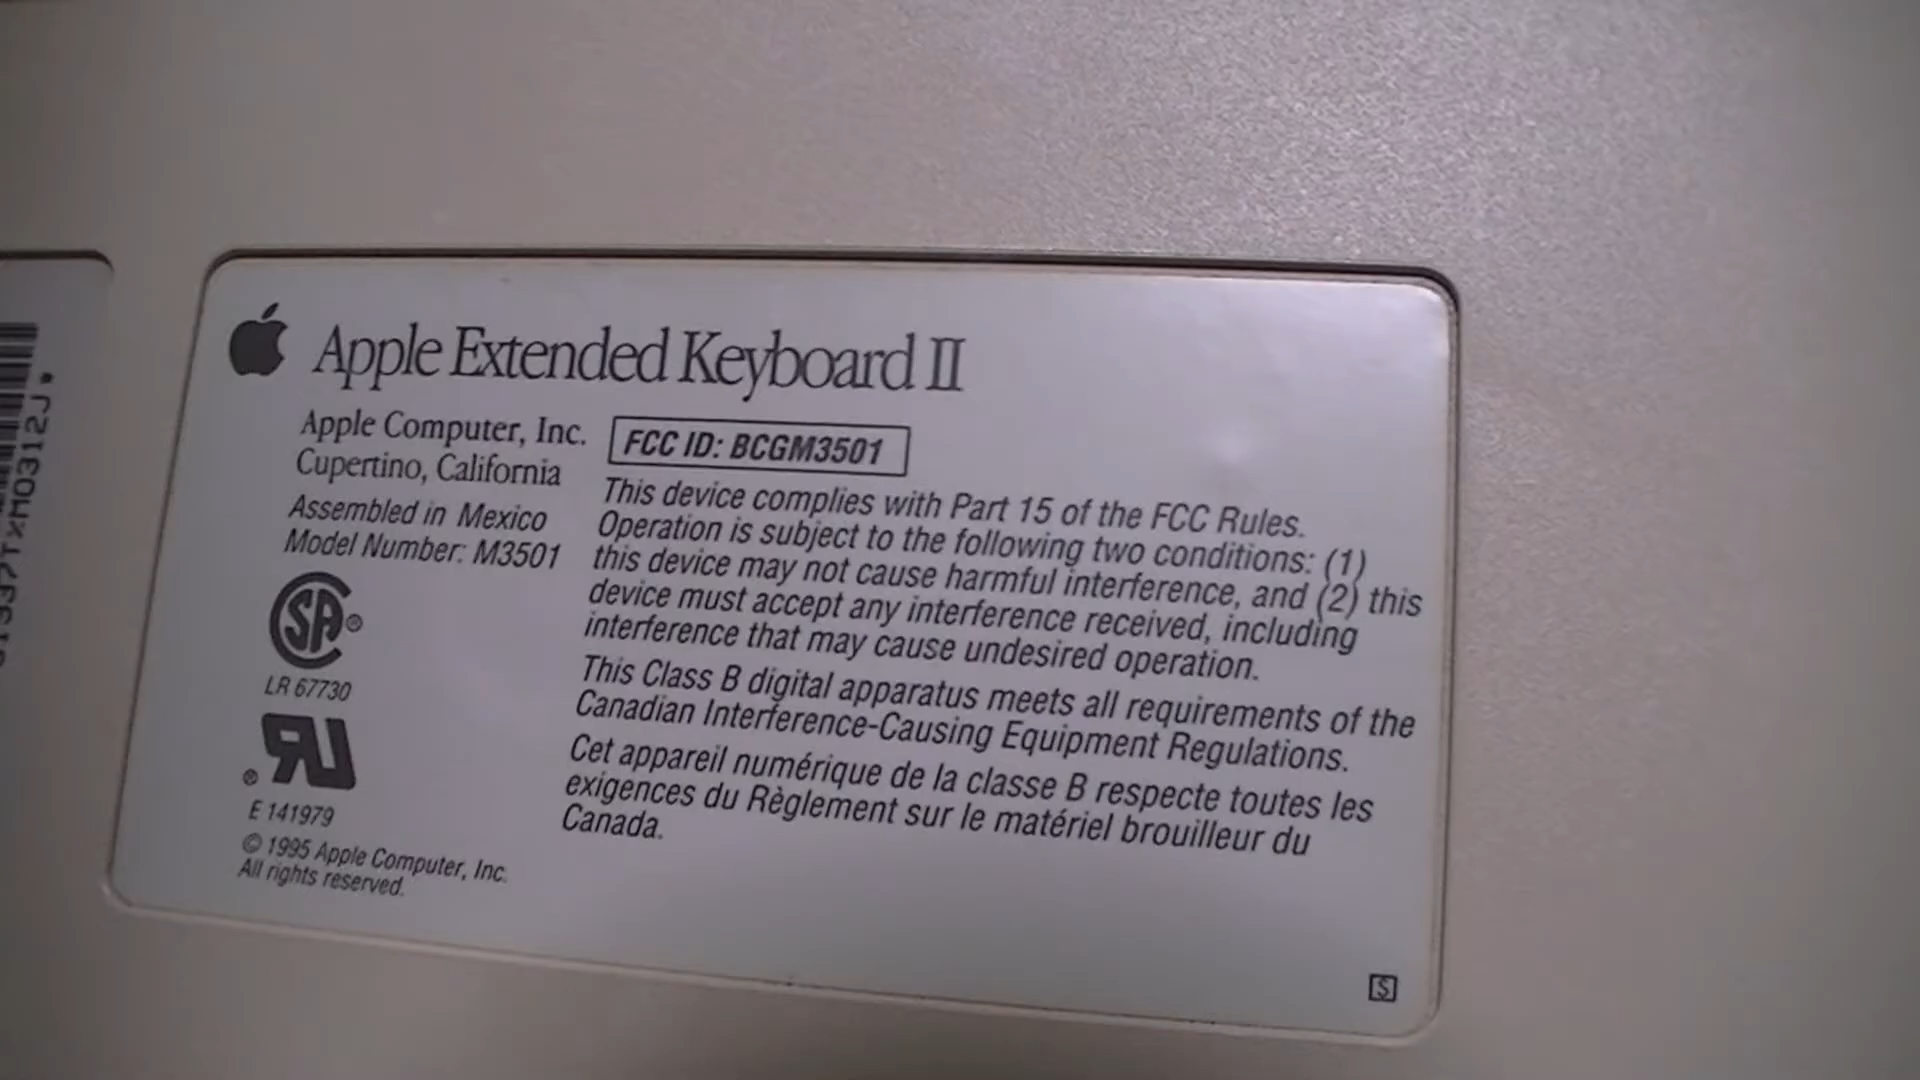 Apple Extended Keyboard II
Apple Computer, Inc.
Cupertino, California
Assembled in Mexico
Model Number: M3501
LR 67730
E 141979
© 1995 Apple Computer, Inc.
All rights reserved.
FCC ID: BCGM3501
This device complies with Part 15 of the FCC Rules.
Operation is subject to the following two conditions: (1)
this device may not cause harmful interference, and (2) this
device must accept any interference received, including
interference that may cause undesired operation.
This Class B digital apparatus meets all requirements of the
Canadian Interference-Causing Equipment Regulations.
Cet appareil numérique de la classe B respecte toutes les
exigences du Règlement sur le matériel brouilleur du
Canada.
S